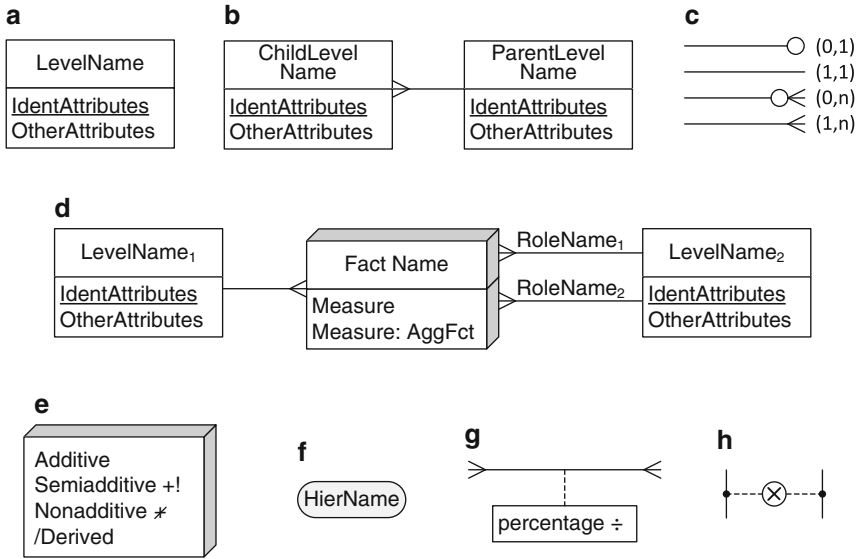 a
LevelName
IdentAttributes
OtherAttributes
b
ChildLevel
Name
IdentAttributes
OtherAttributes
ParentLevel
Name
IdentAttributes
OtherAttributes
c
(0,1)
(1,1)
(0,n)
(1,n)
d
LevelName₁
IdentAttributes
OtherAttributes
Fact Name
Measure
Measure: AggFct
RoleName₁
RoleName₂
LevelName₂
IdentAttributes
OtherAttributes
e
Additive
Semiadditive +!
Nonadditive +̸
/Derived
f
HierName
g
percentage ÷
h